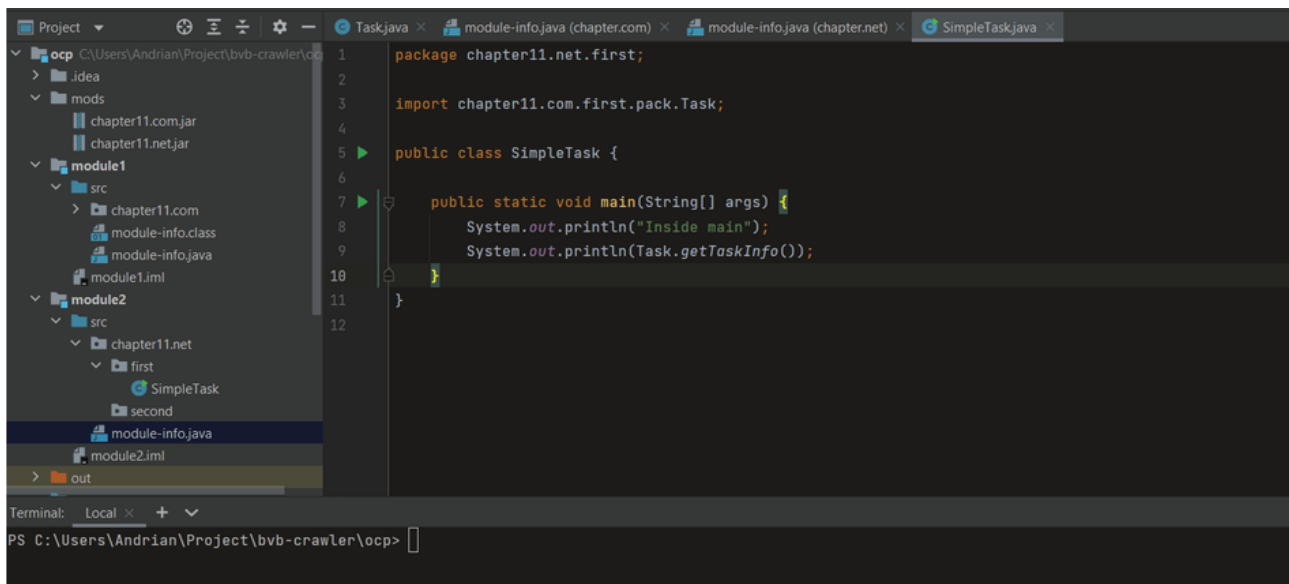 Project
Task.java
module-info.java (chapter.com)
module-info.java (chapter.net)
SimpleTask.java
ocp C:\Users\Andrian\Project\bvb-crawler\oc
.idea
mods
chapter11.com.jar
chapter11.net.jar
module1
src
chapter11.com
module-info.class
module-info.java
module1.iml
module2
src
chapter11.net
first
SimpleTask
second
module-info.java
module2.iml
out
1 package chapter11.net.first;
2
3 import chapter11.com.first.pack.Task;
4
5 public class SimpleTask {
6
7 public static void main(String[] args) {
8 System.out.println("Inside main");
9 System.out.println(Task.getTaskInfo());
10 }
11 }
12
Terminal: Local × +
PS C:\Users\Andrian\Project\bvb-crawler\ocp>